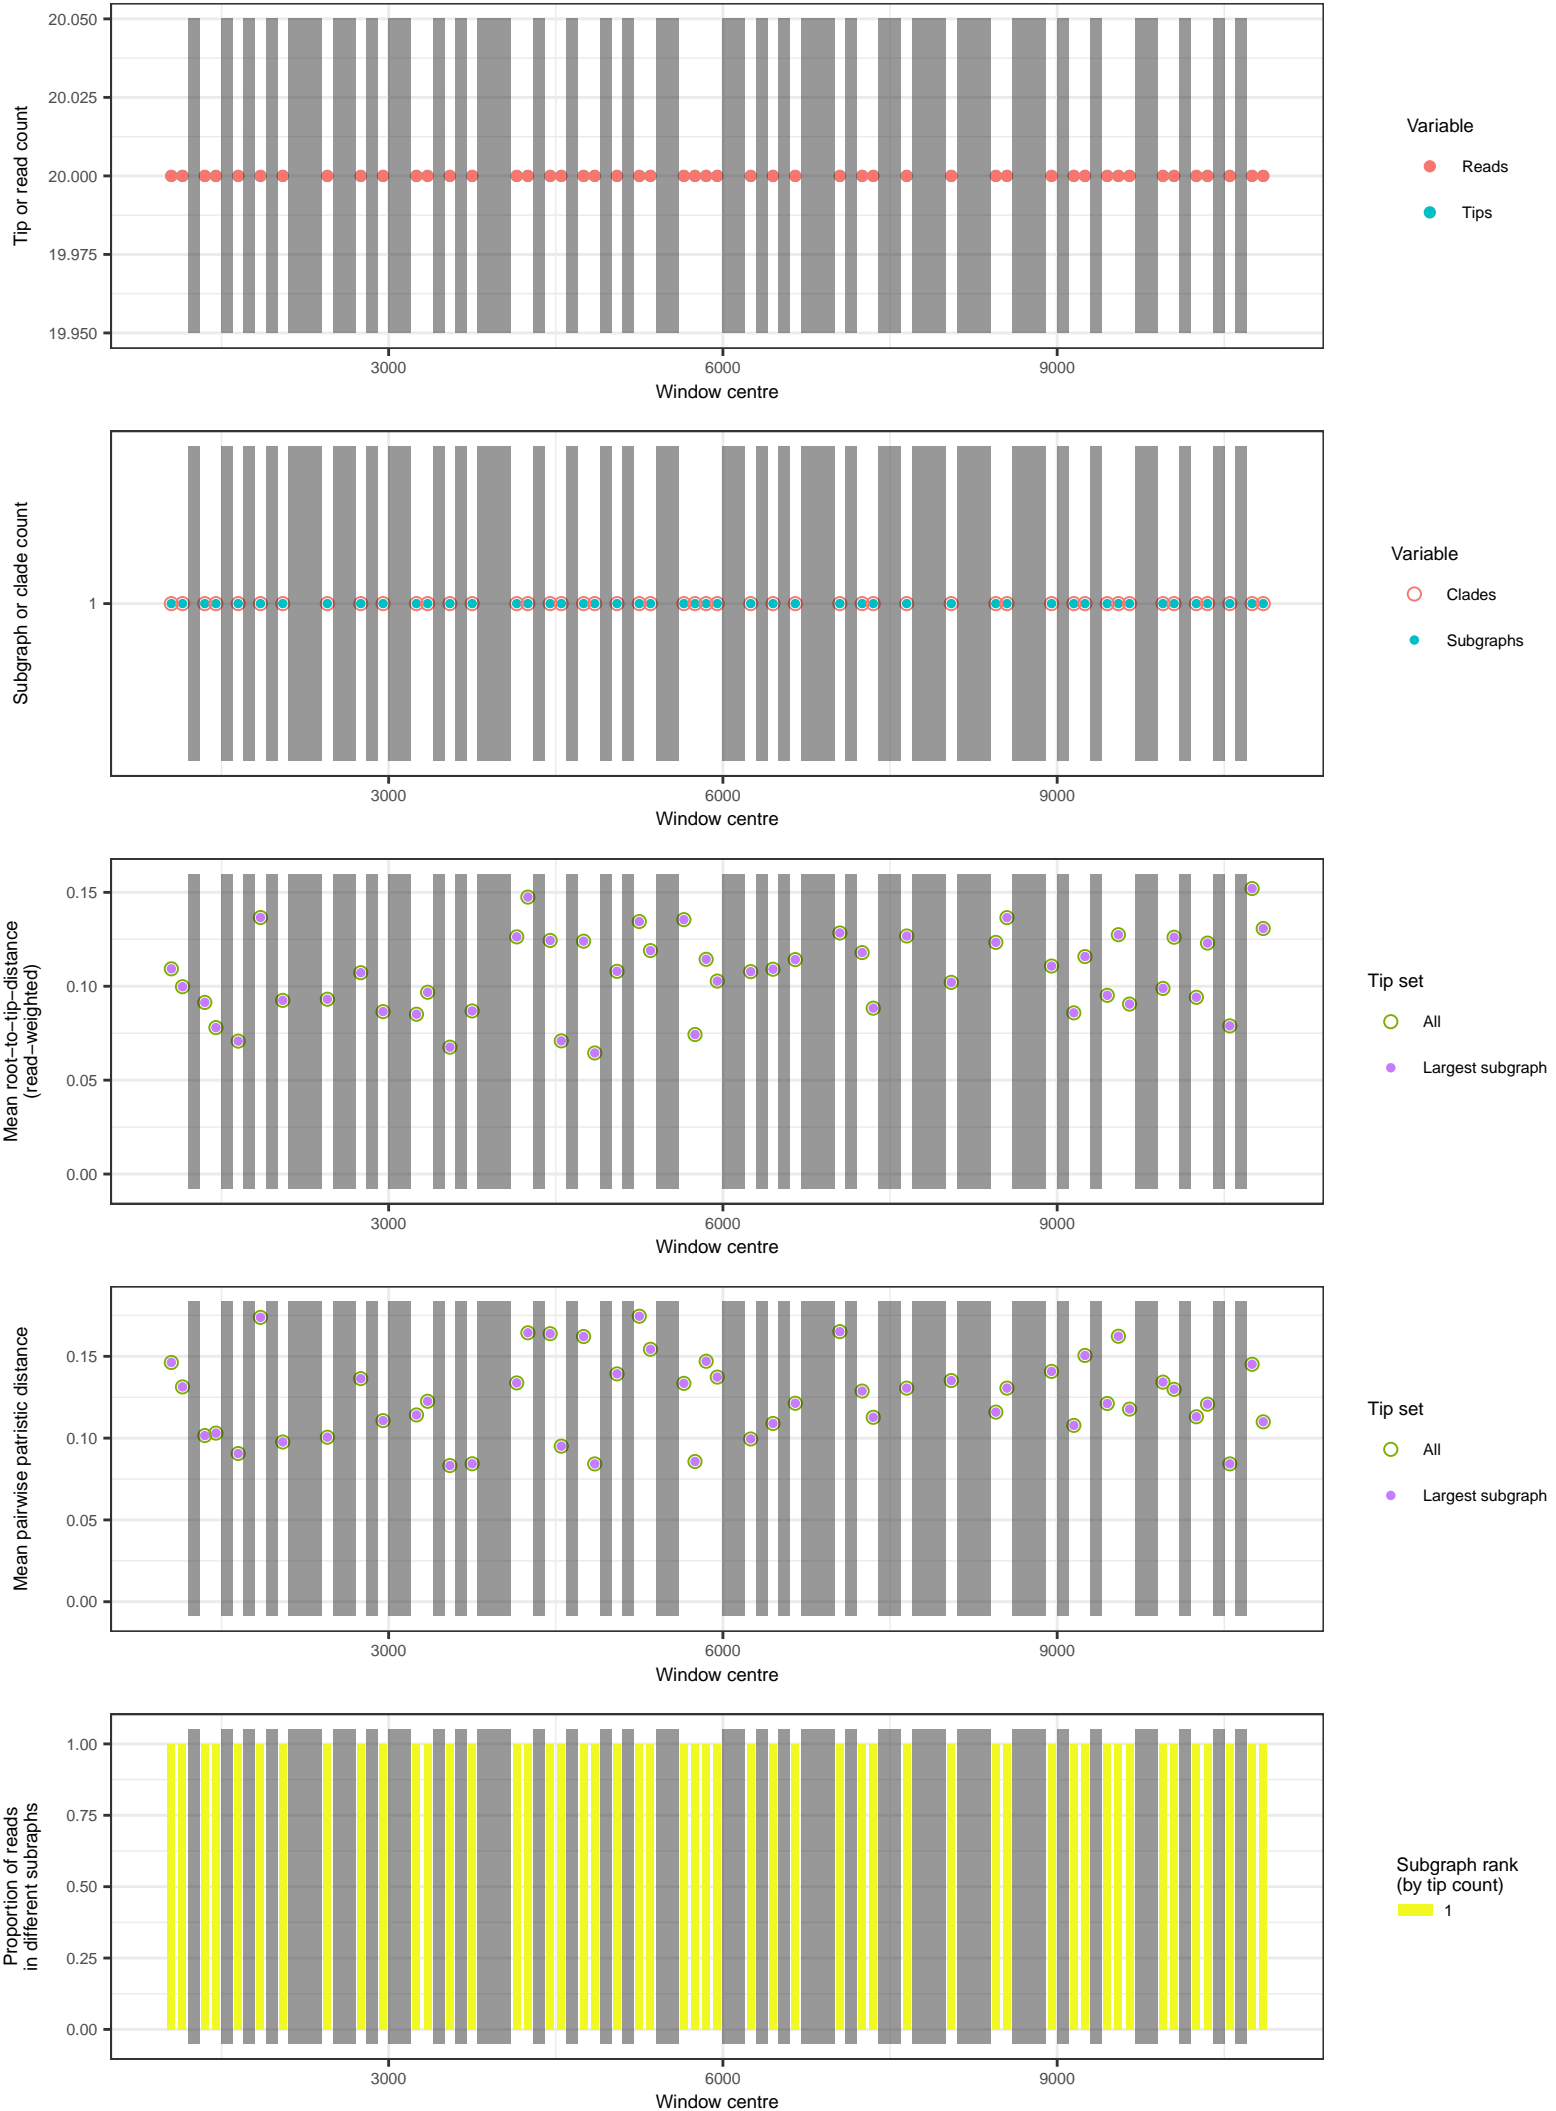 20.050
20.025
20.000
19.975
19.950
Tip or read count
3000 6000 9000
Window centre
Variable
Reads
Tips
1
Subgraph or clade count
3000 6000 9000
Window centre
Variable
Clades
Subgraphs
0.15
0.10
0.05
0.00
Mean root−to−tip−distance
(read−weighted)
3000 6000 9000
Window centre
Tip set
All
Largest subgraph
0.15
0.10
0.05
0.00
Mean pairwise patristic distance
3000 6000 9000
Window centre
Tip set
All
Largest subgraph
1.00
0.75
0.50
0.25
0.00
Proportion of reads
in different subraphs
3000 6000 9000
Window centre
Subgraph rank
(by tip count)
1